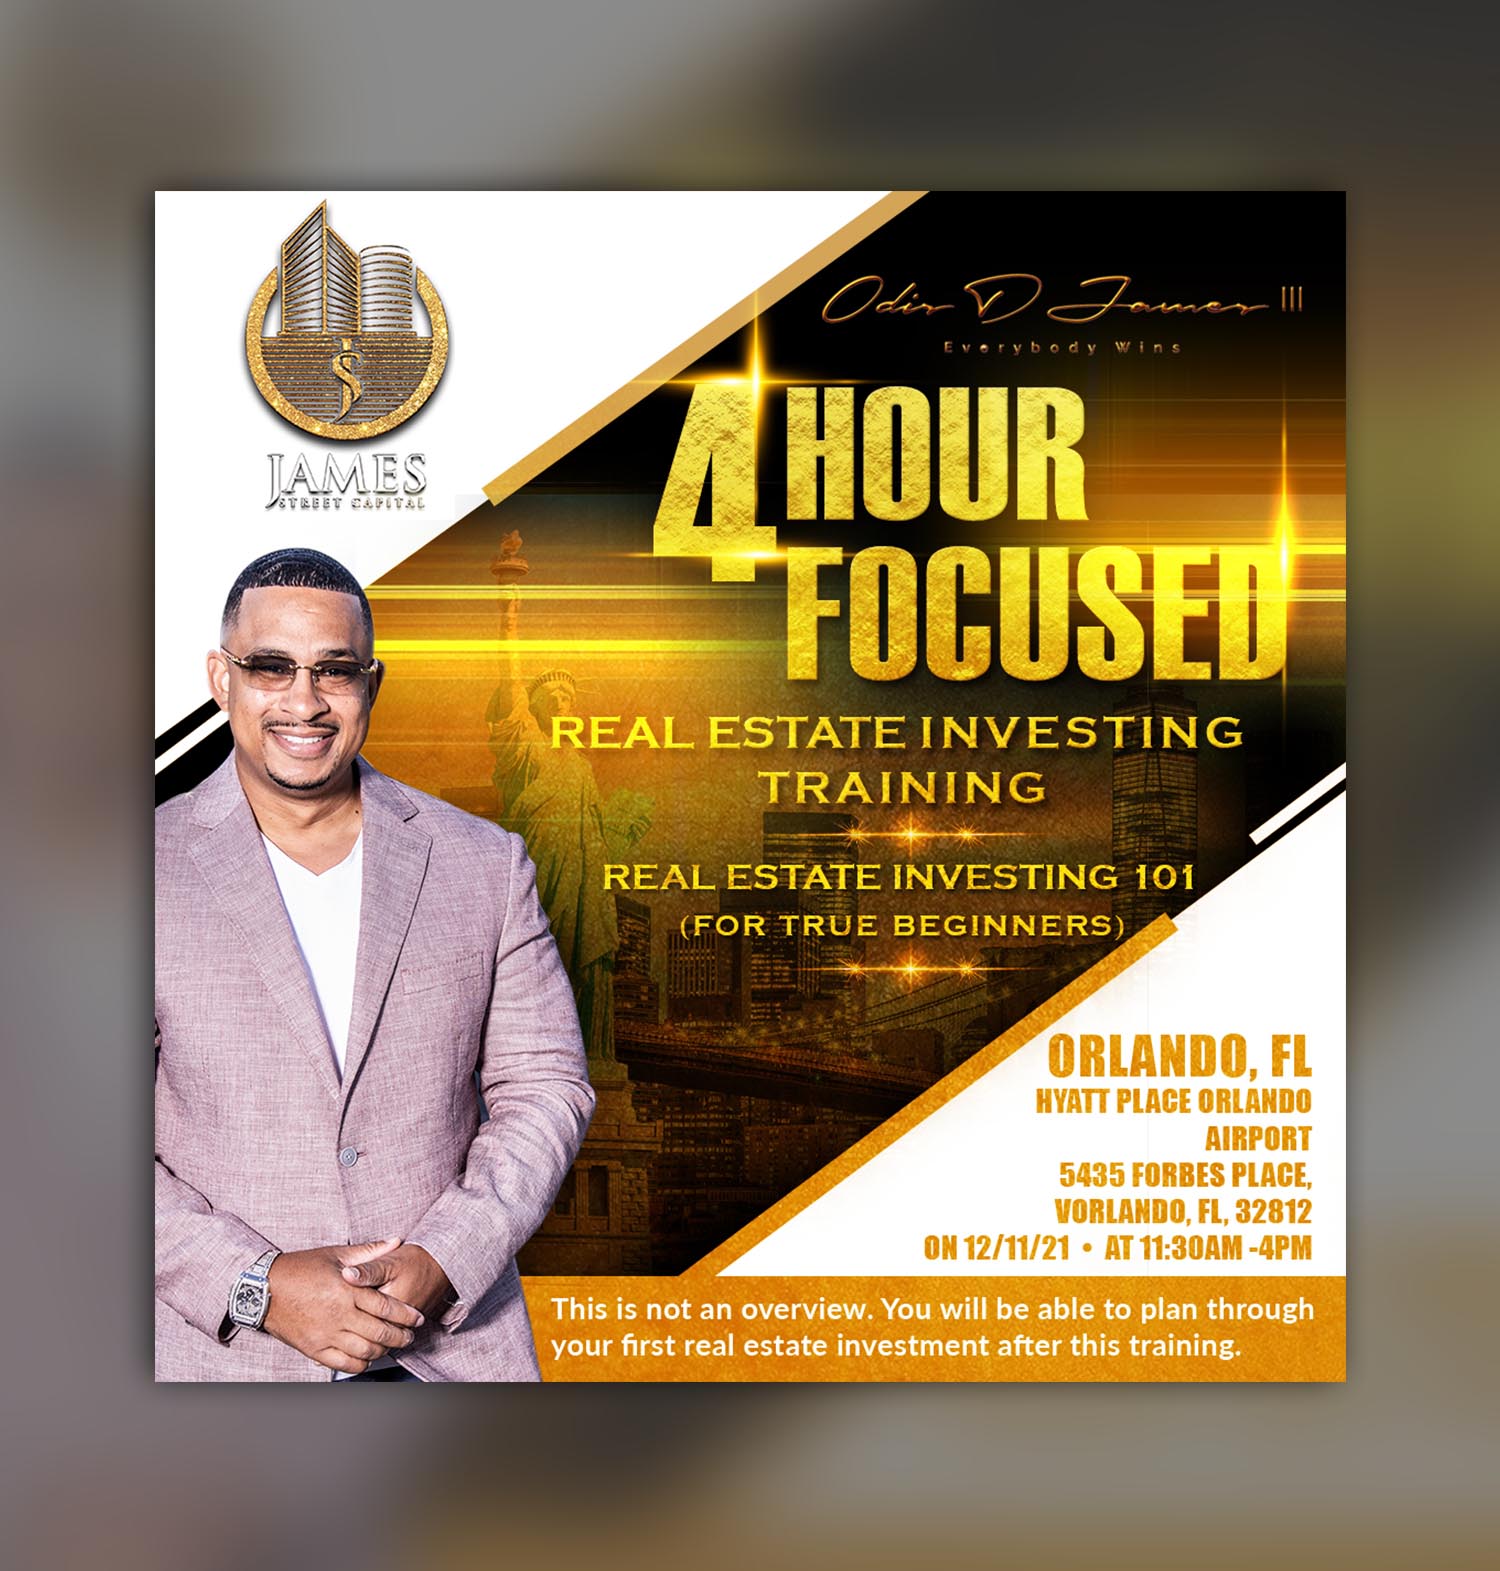 JAMES
STREET CAPITAL
Odis D James III
Everybody Wins
4 HOUR
FOCUSED
REAL ESTATE INVESTING
TRAINING
REAL ESTATE INVESTING 101
(FOR TRUE BEGINNERS)
ORLANDO, FL
HYATT PLACE ORLANDO
AIRPORT
5435 FORBES PLACE,
VORLANDO, FL, 32812
ON 12/11/21 • AT 11:30AM -4PM
This is not an overview. You will be able to plan through
your first real estate investment after this training.